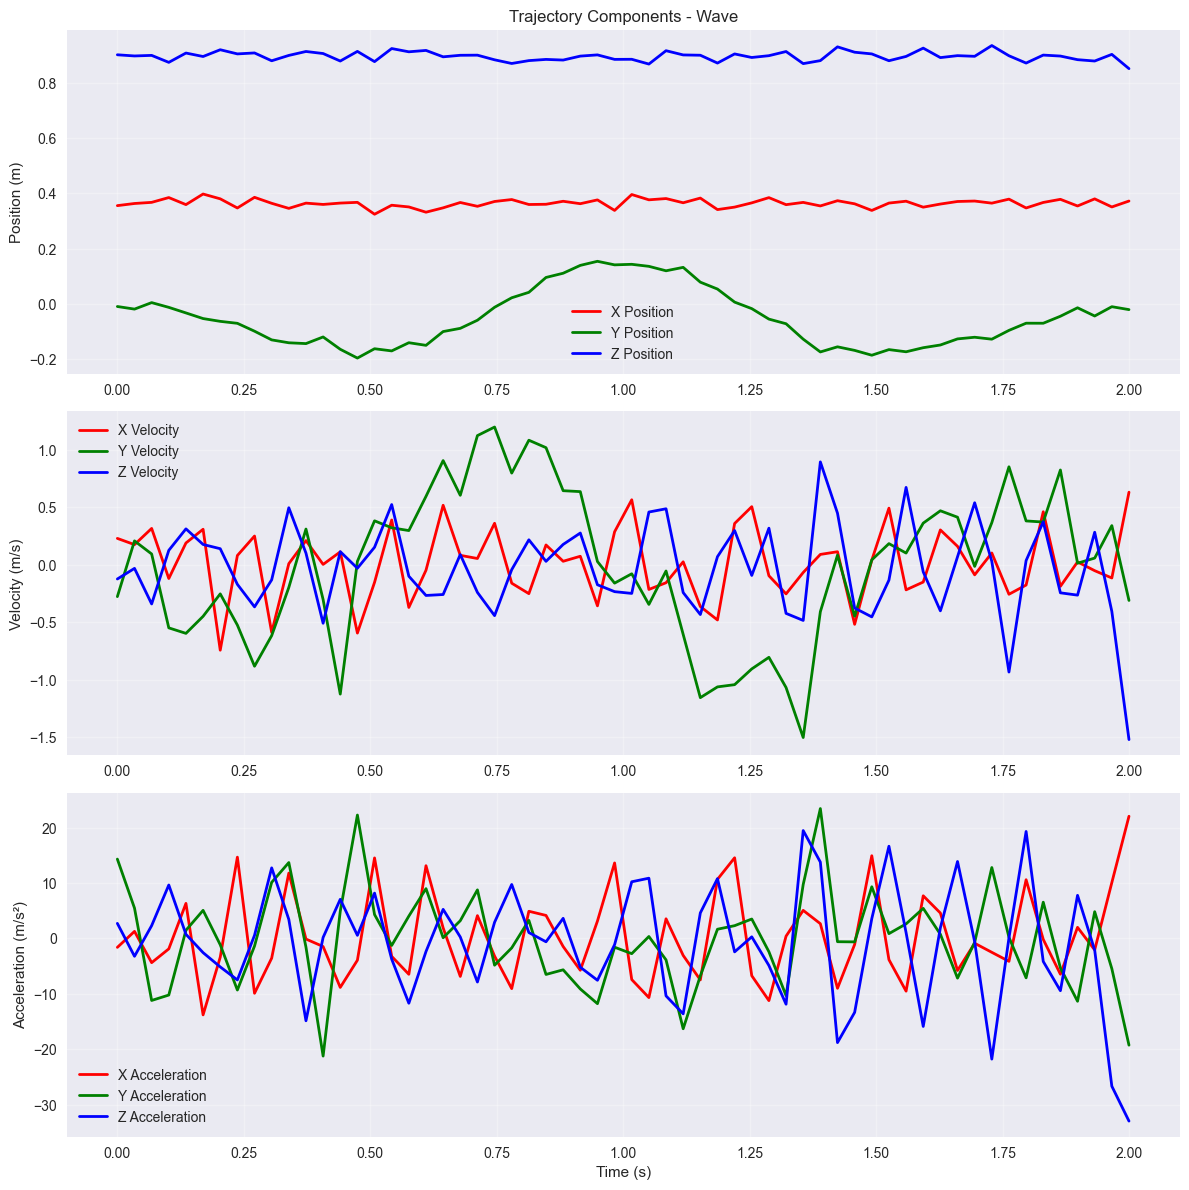 Trajectory Components - Wave
Position (m)
0.8
0.6
0.4
0.2
0.0
−0.2
X Position
Y Position
Z Position
0.00 0.25 0.50 0.75 1.00 1.25 1.50 1.75 2.00
Velocity (m/s)
1.0
0.5
0.0
−0.5
−1.0
−1.5
X Velocity
Y Velocity
Z Velocity
0.00 0.25 0.50 0.75 1.00 1.25 1.50 1.75 2.00
Acceleration (m/s²)
20
10
0
−10
−20
−30
X Acceleration
Y Acceleration
Z Acceleration
0.00 0.25 0.50 0.75 1.00 1.25 1.50 1.75 2.00
Time (s)